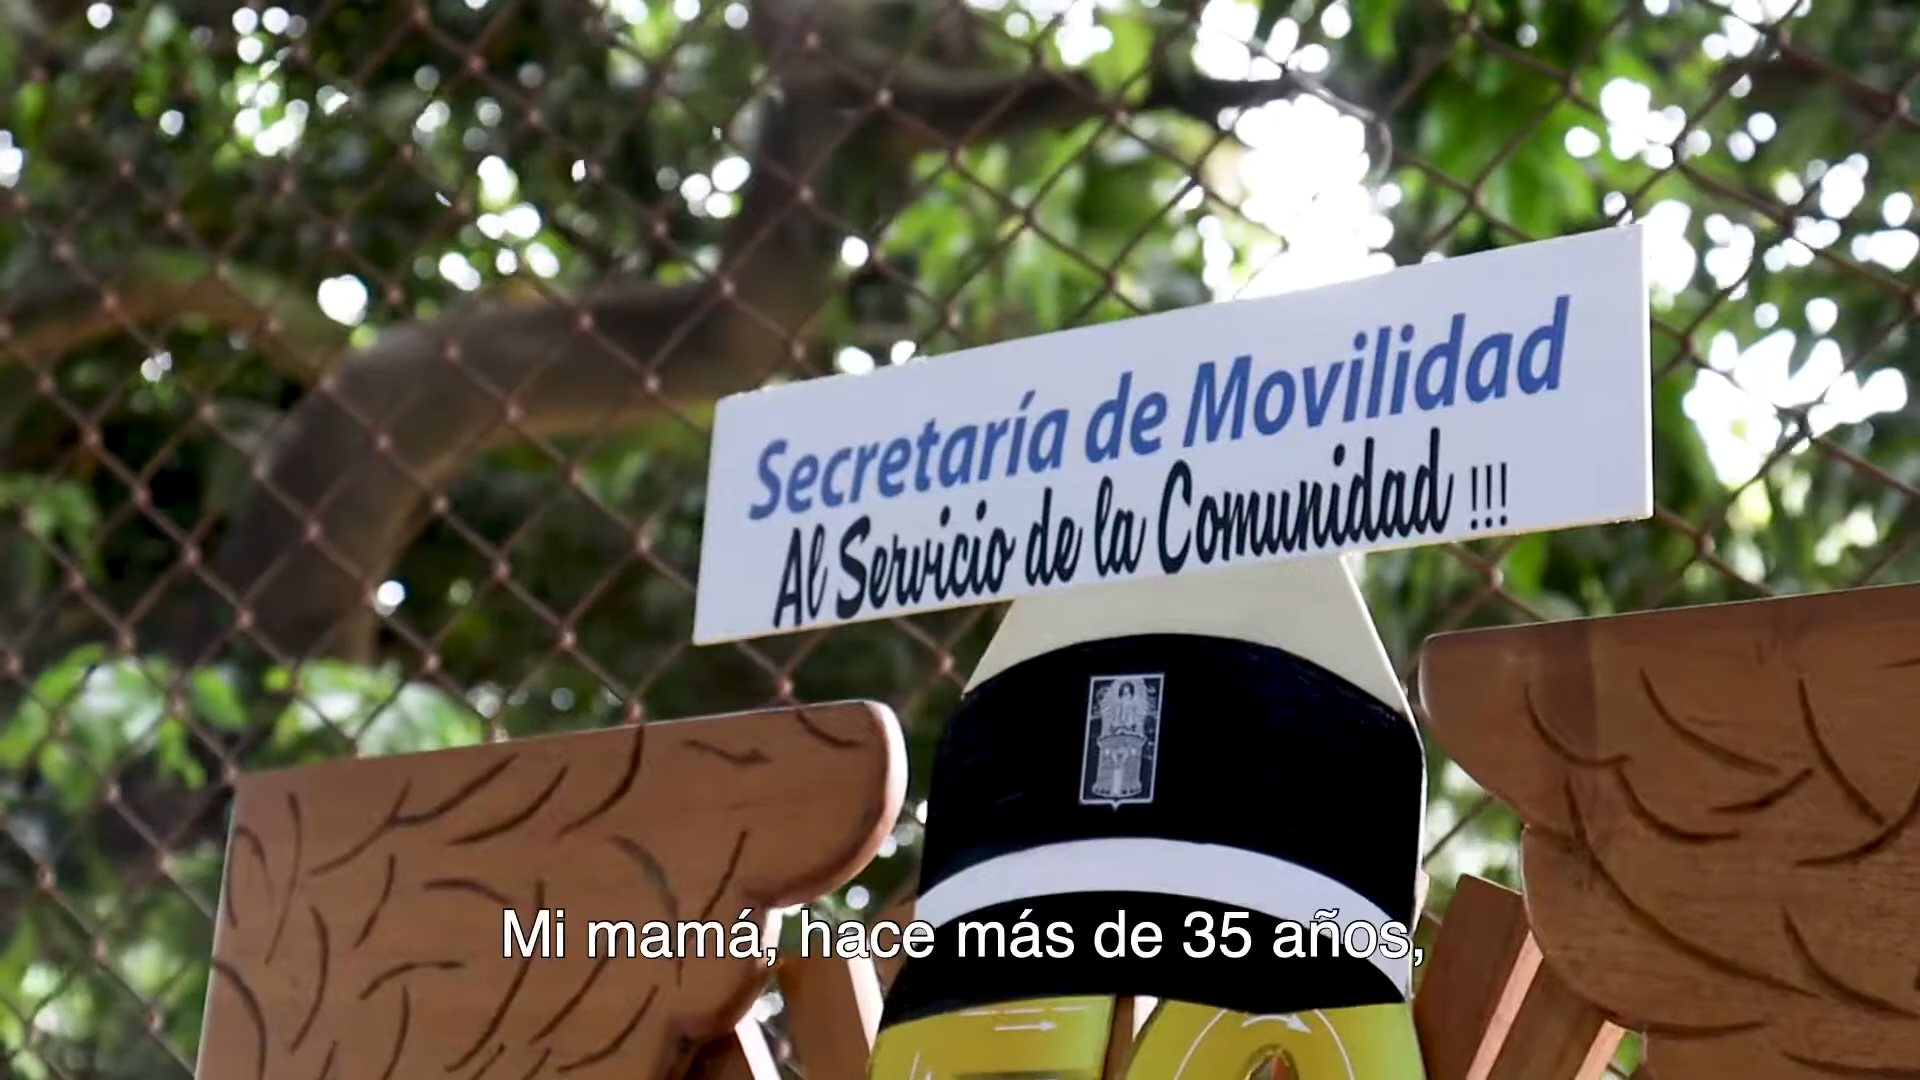 Secretaría de Movilidad
Al Servicio de la Comunidad !!!
Mi mamá, hace más de 35 años,